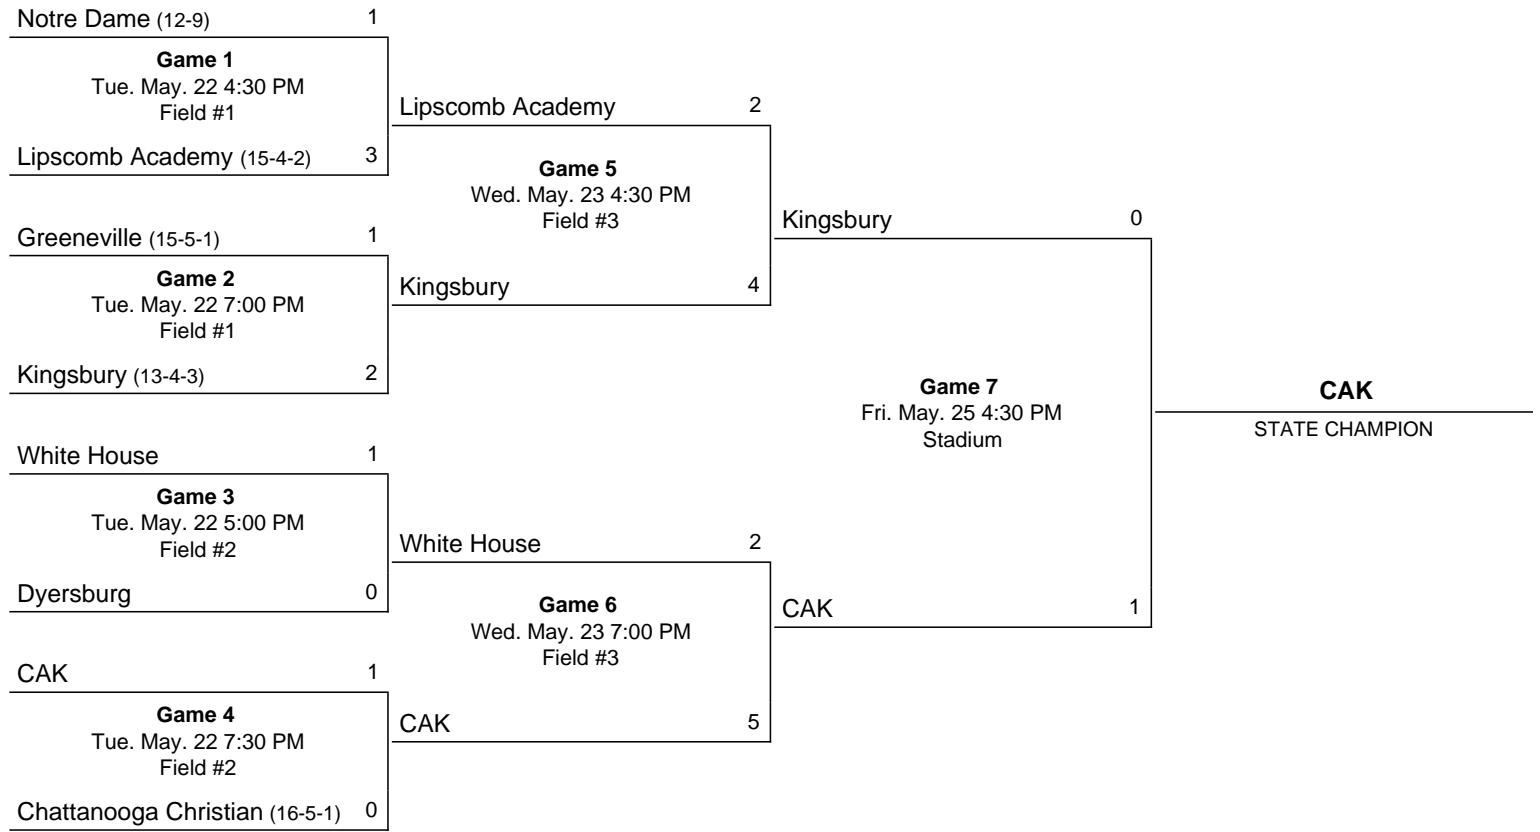 Notre Dame (12-9) 1
Game 1
Tue. May. 22 4:30 PM
Field #1
Lipscomb Academy (15-4-2) 3
Greeneville (15-5-1) 1
Game 2
Tue. May. 22 7:00 PM
Field #1
Kingsbury (13-4-3) 2
White House 1
Game 3
Tue. May. 22 5:00 PM
Field #2
Dyersburg 0
CAK 1
Game 4
Tue. May. 22 7:30 PM
Field #2
Chattanooga Christian (16-5-1) 0
Lipscomb Academy 2
Game 5
Wed. May. 23 4:30 PM
Field #3
Kingsbury 4
White House 2
Game 6
Wed. May. 23 7:00 PM
Field #3
CAK 5
Kingsbury 0
Game 7
Fri. May. 25 4:30 PM
Stadium
CAK 1
CAK
STATE CHAMPION